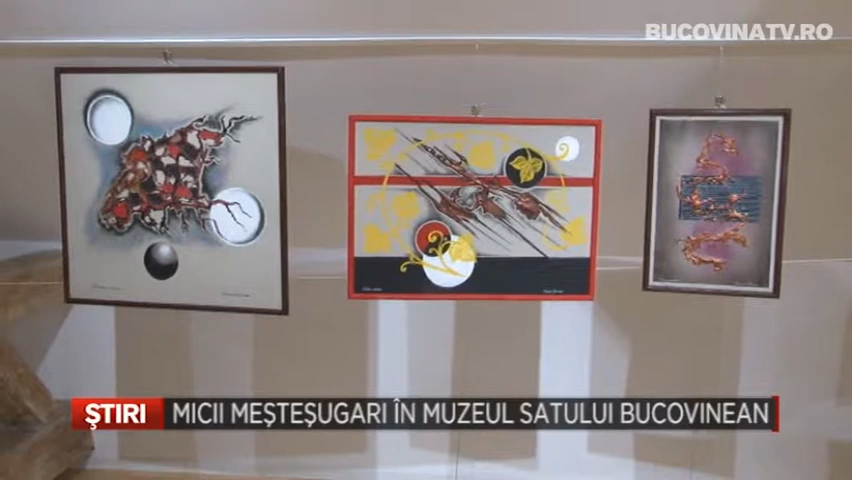 BUCOVINATV.RO
ŞTIRI MICII MEŞTEŞUGARI ÎN MUZEUL SATULUI BUCOVINEAN